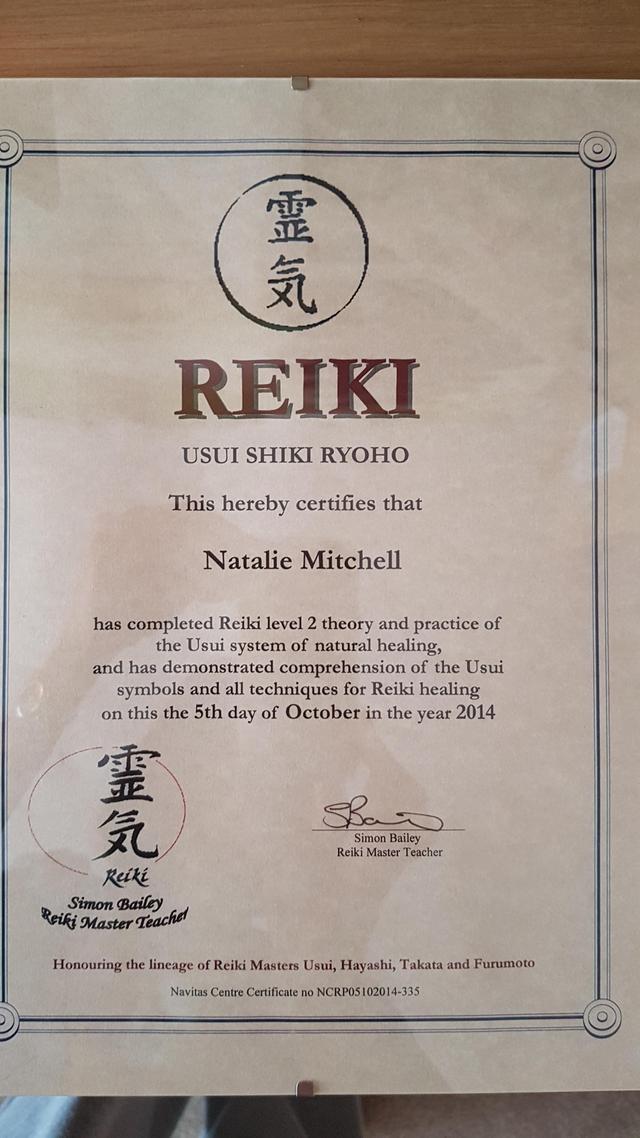 霊
気
REIKI
USUI SHIKI RYOHO
This hereby certifies that
Natalie Mitchell
has completed Reiki level 2 theory and practice of
the Usui system of natural healing,
and has demonstrated comprehension of the Usui
symbols and all techniques for Reiki healing
on this the 5th day of October in the year 2014
霊
気
Reiki
Simon Bailey
Reiki Master Teacher
SBai
Simon Bailey
Reiki Master Teacher
Honouring the lineage of Reiki Masters Usui, Hayashi, Takata and Furumoto
Navitas Centre Certificate no NCRP05102014-335